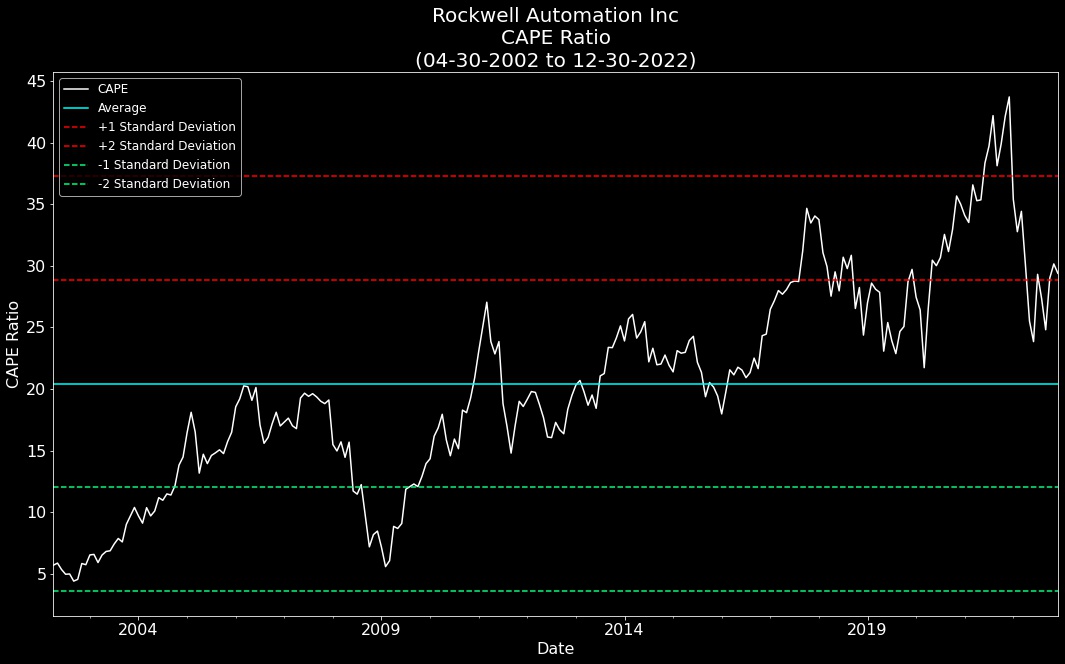 Rockwell Automation Inc
CAPE Ratio
(04-30-2002 to 12-30-2022)
CAPE
Average
+1 Standard Deviation
+2 Standard Deviation
-1 Standard Deviation
-2 Standard Deviation
45
40
35
30
25
20
15
10
5
CAPE Ratio
2004
2009
2014
2019
Date